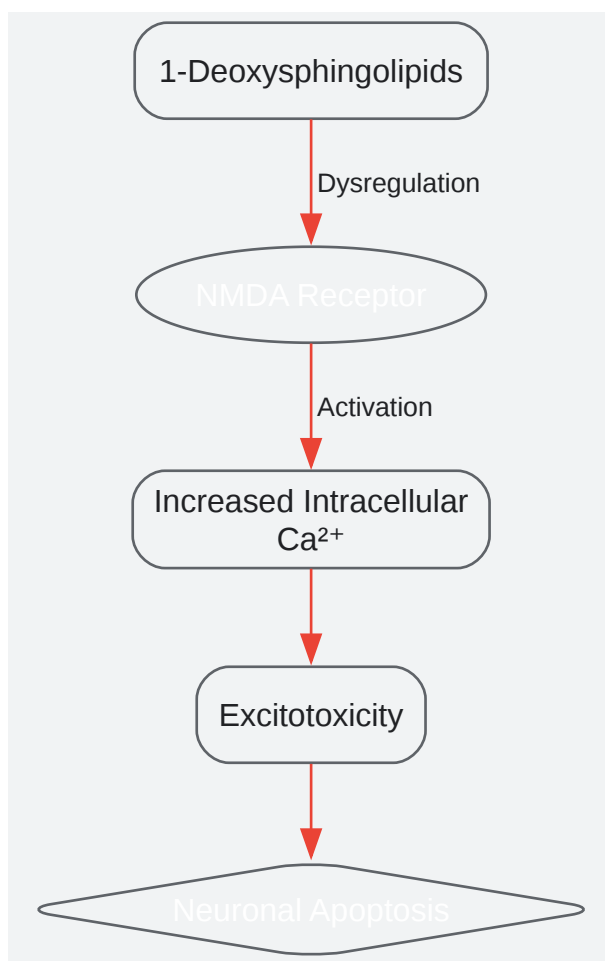 1-Deoxysphingolipids
Dysregulation
NMDA Receptor
Activation
Increased Intracellular
Ca²⁺
Excitotoxicity
Neuronal Apoptosis